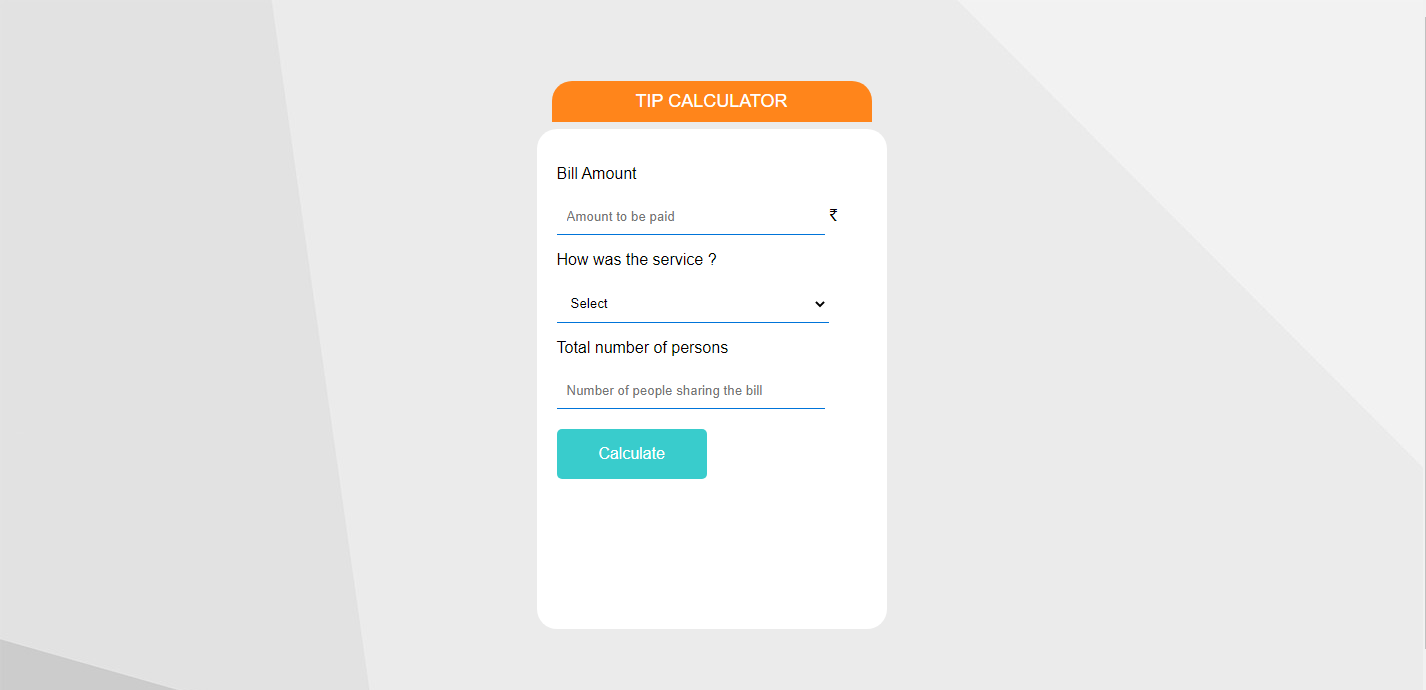 TIP CALCULATOR
Bill Amount
Amount to be paid ₹
How was the service ?
Select
Total number of persons
Number of people sharing the bill
Calculate